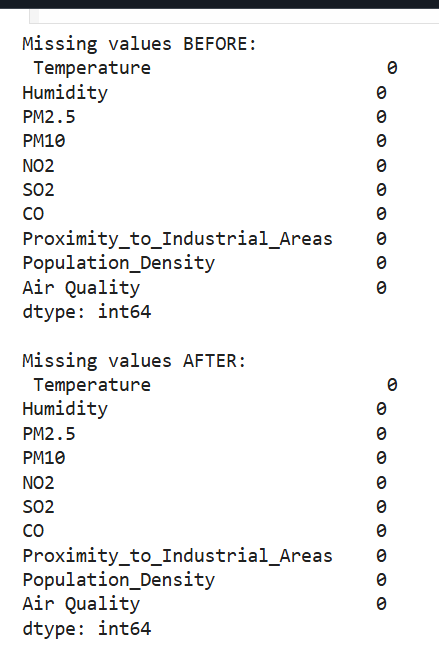 Missing values BEFORE:
 Temperature                      0
Humidity                         0
PM2.5                            0
PM10                             0
NO2                              0
SO2                              0
CO                               0
Proximity_to_Industrial_Areas    0
Population_Density               0
Air Quality                      0
dtype: int64

Missing values AFTER:
 Temperature                      0
Humidity                         0
PM2.5                            0
PM10                             0
NO2                              0
SO2                              0
CO                               0
Proximity_to_Industrial_Areas    0
Population_Density               0
Air Quality                      0
dtype: int64